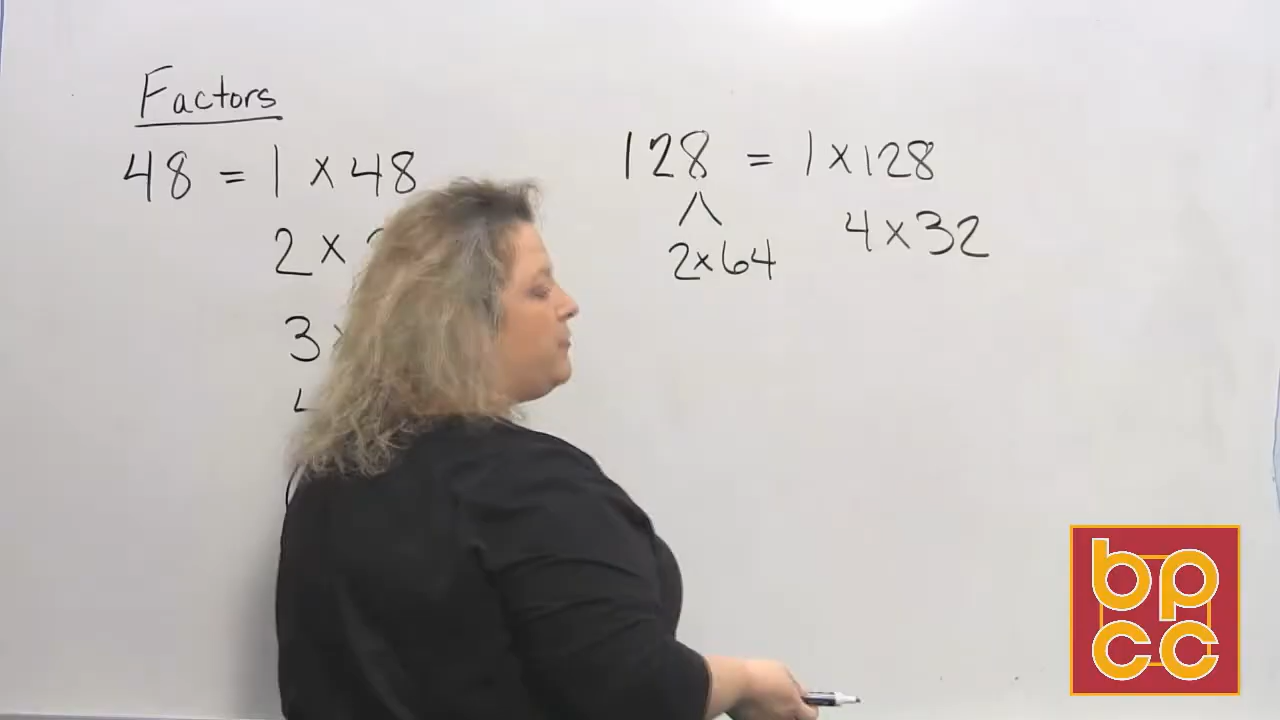 Factors
48 = 1 x 48
2 x
3
128 = 1 x 128
2x64
4 x 32
bp
cc